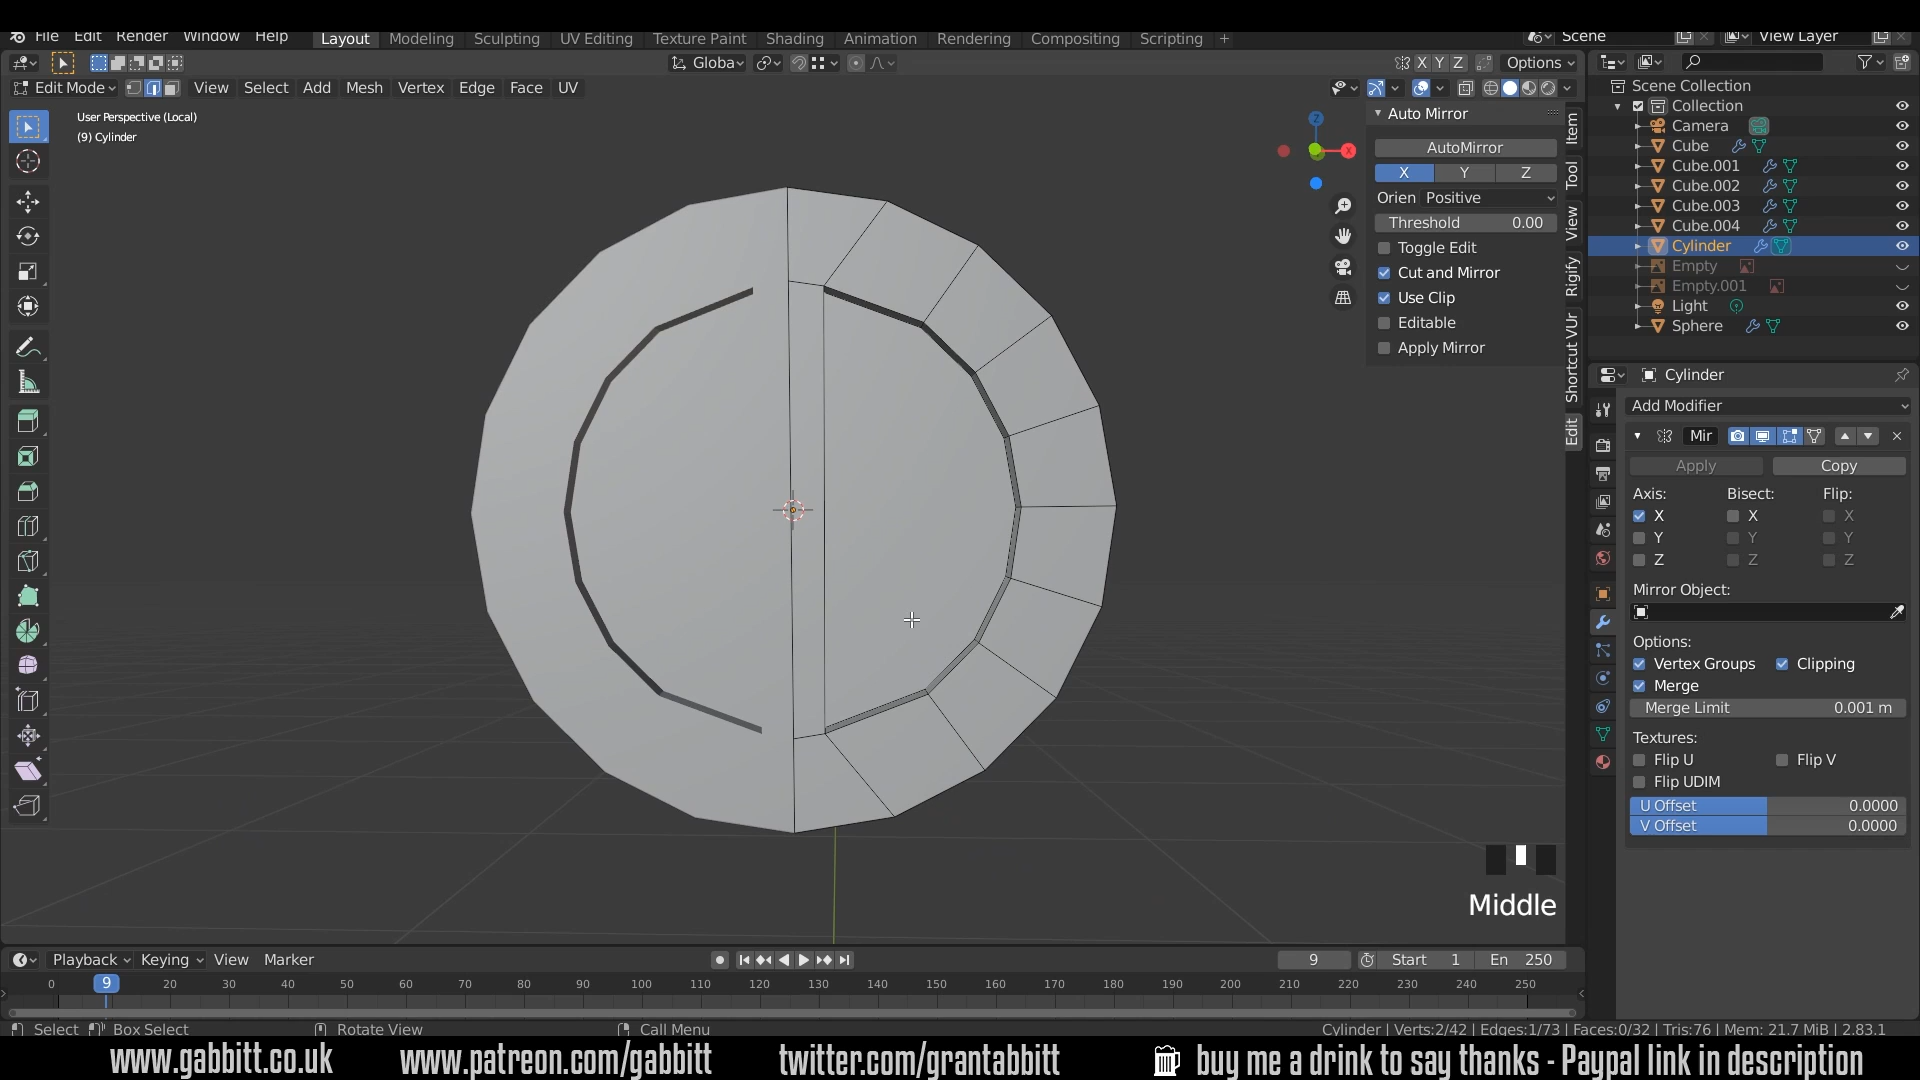 File Edit Render Window Help Layout Modeling Sculpting UV Editing Texture Paint Shading Animation Rendering Compositing Scripting + Scene View Layer
Globa X Y Z Options
Edit Mode View Select Add Mesh Vertex Edge Face UV
User Perspective (Local)
(9) Cylinder
Z
X
Auto Mirror
AutoMirror
X Y Z
Orien Positive
Threshold 0.00
Toggle Edit
Cut and Mirror
Use Clip
Editable
Apply Mirror
Item
Tool
View
Rigify
Shortcut VUr
Edit
Scene Collection
Collection
Camera
Cube
Cube.001
Cube.002
Cube.003
Cube.004
Cylinder
Empty
Empty.001
Light
Sphere
Cylinder
Add Modifier
Mir
Apply Copy
Axis: Bisect: Flip:
X X X
Y Y Y
Z Z Z
Mirror Object:
Options:
Vertex Groups Clipping
Merge
Merge Limit 0.001 m
Textures:
Flip U Flip V
Flip UDIM
U Offset 0.0000
V Offset 0.0000
Middle
Playback Keying View Marker 9 Start 1 En 250
0 9 20 30 40 50 60 70 80 90 100 110 120 130 140 150 160 170 180 190 200 210 220 230 240 250
Select Box Select Rotate View Call Menu Cylinder | Verts:2/42 | Edges:1/73 | Faces:0/32 | Tris:76 | Mem: 21.7 MiB | 2.83.1
www.gabbitt.co.uk www.patreon.com/gabbitt twitter.com/grantabbitt buy me a drink to say thanks - Paypal link in description